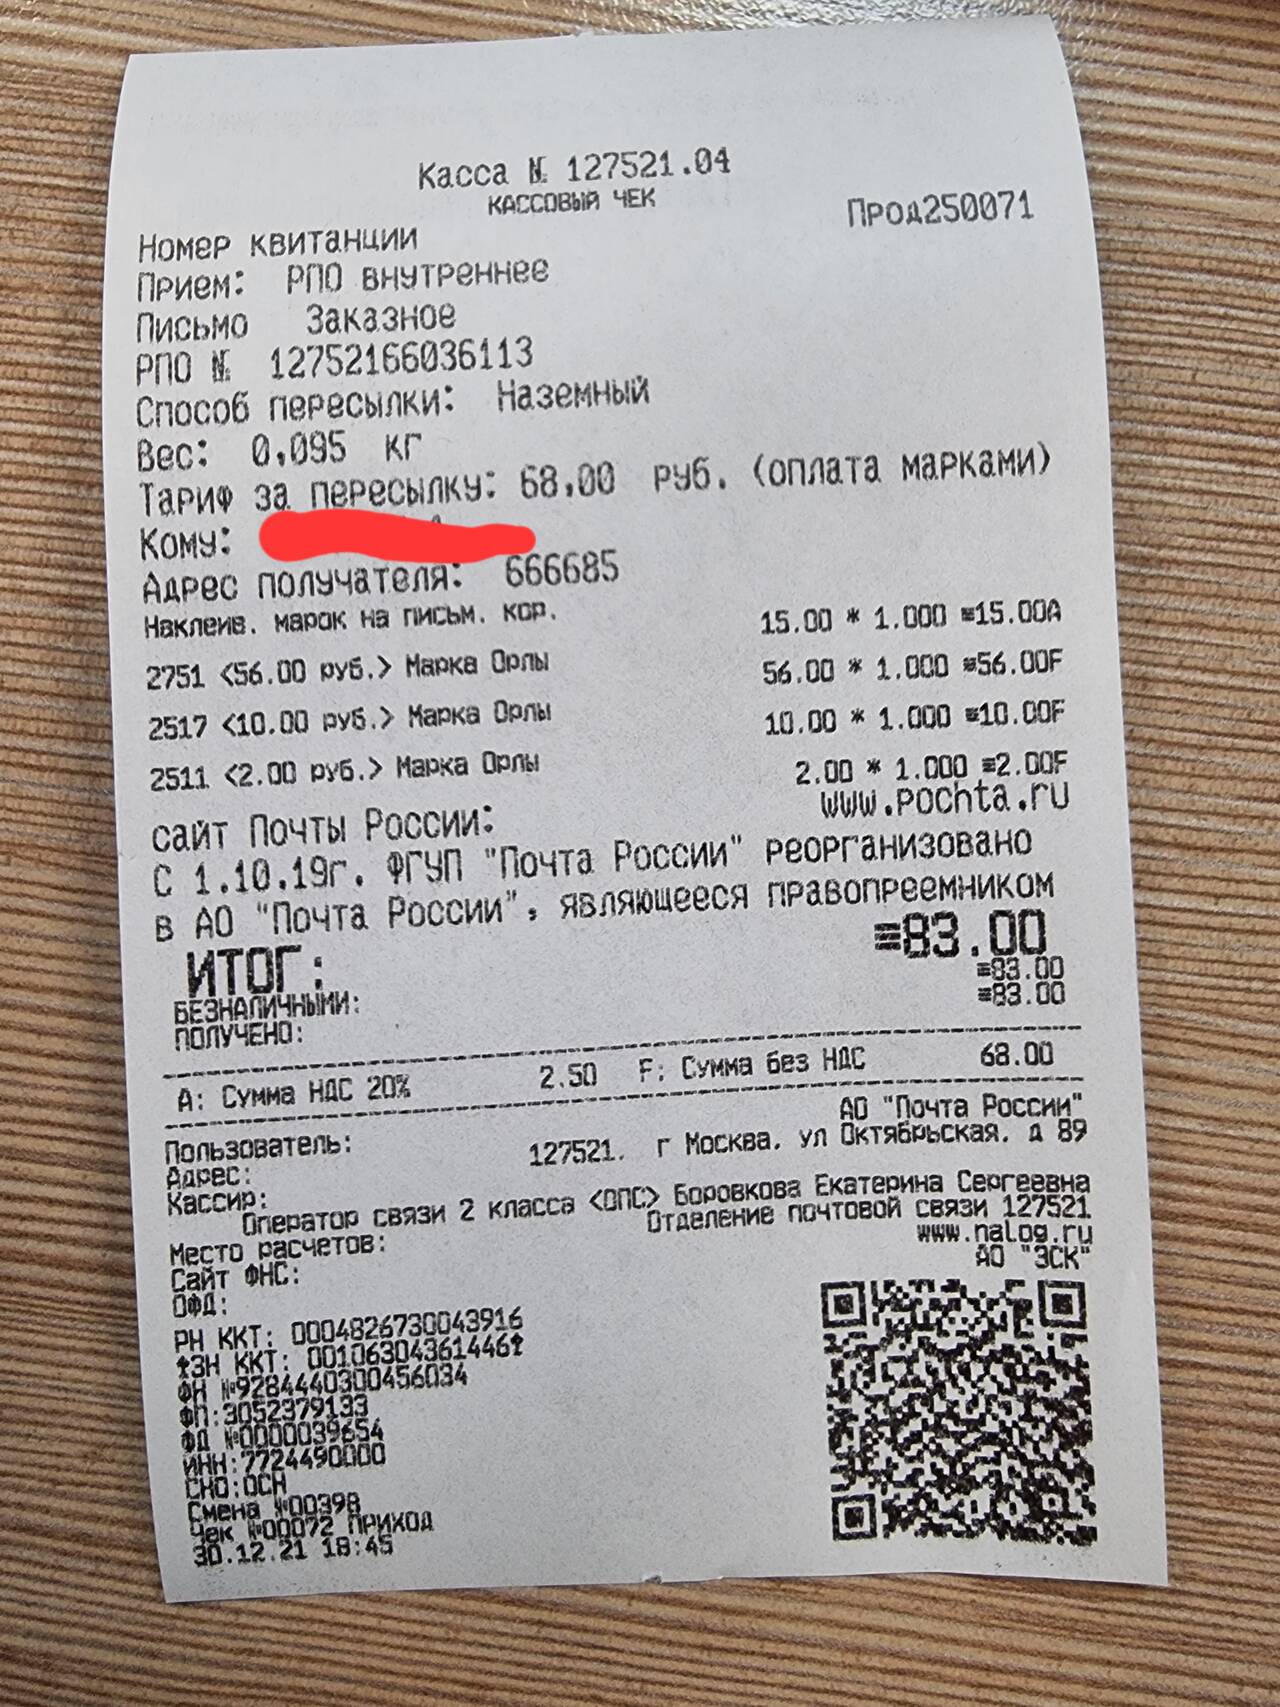 Касса № 127521.04
КАССОВЫЙ ЧЕК
Прод250071
Номер квитанции
Прием: РПО внутреннее
Письмо Заказное
РПО № 12752166036113
Способ пересылки: Наземный
Вес: 0,095 кг
Тариф за пересылку: 68,00 руб. (оплата марками)
Кому:
Адрес получателя: 666685
Наклеив. марок на письм. кор. 15.00 * 1.000 ≡15.00А
2751 <56.00 руб.> Марка Орлы 56.00 * 1.000 ≡56.00F
2517 <10.00 руб.> Марка Орлы 10.00 * 1.000 ≡10.00F
2511 <2.00 руб.> Марка Орлы 2.00 * 1.000 ≡2.00F
сайт Почты России: www.pochta.ru
С 1.10.19г. ФГУП "Почта России" реорганизовано
в АО "Почта России", являющееся правопреемником
ИТОГ: ≡83.00
БЕЗНАЛИЧНЫМИ: ≡83.00
ПОЛУЧЕНО: ≡83.00
А: Сумма НДС 20% 2.50 F: Сумма без НДС 68.00
Пользователь: АО "Почта России"
Адрес: 127521, г Москва, ул Октябрьская, д 89
Кассир:
Оператор связи 2 класса <ОПС> Боровкова Екатерина Сергеевна
Место расчетов: Отделение почтовой связи 127521
Сайт ФНС: www.nalog.ru
ОФД: АО "ЭСК"
РН ККТ: 0004826730043916
ЗН ККТ: 00106304361446
ФН №9284440300456034
ФП:3052379133
ФД №0000039654
ИНН:7724490000
СНО:ОСН
Смена №00398
Чек №00072 ПРИХОД
30.12.21 18:45